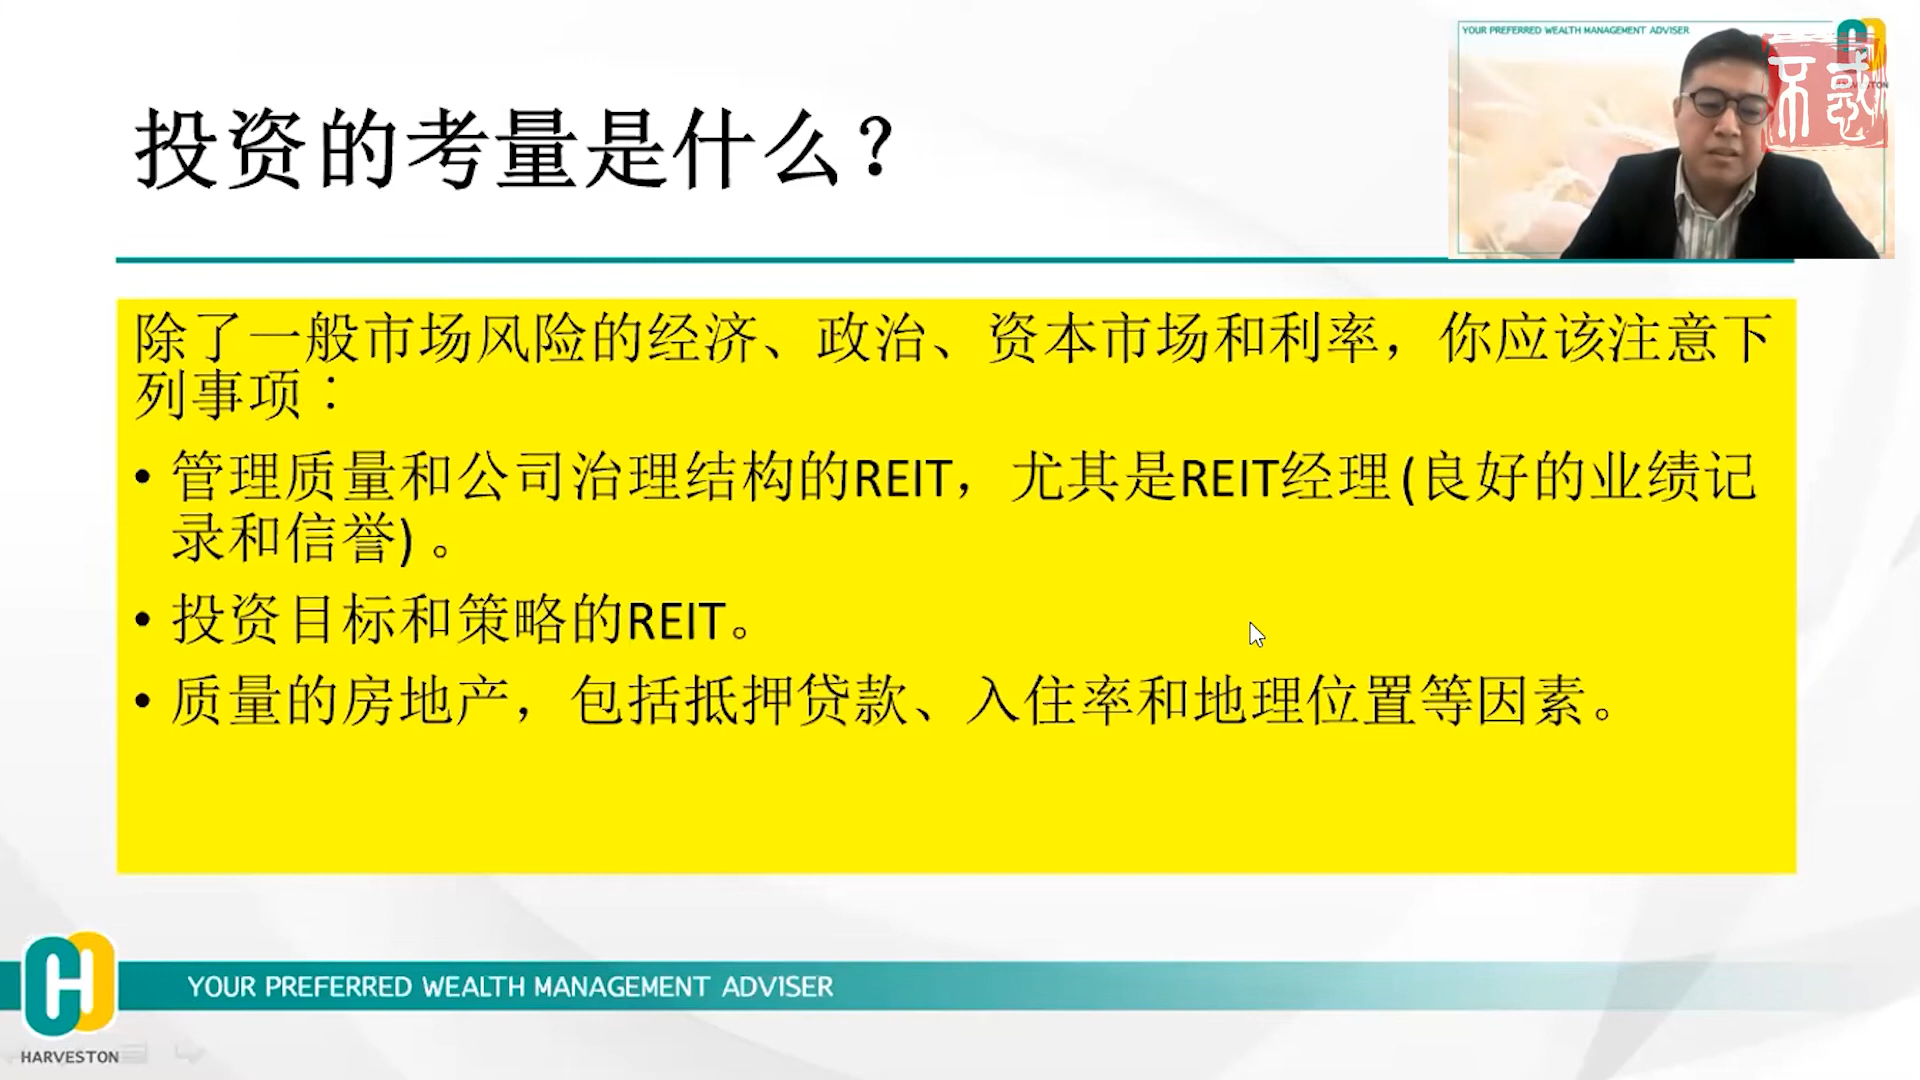 投资的考量是什么？
YOUR PREFERRED WEALTH MANAGEMENT ADVISER
不惑
除了一般市场风险的经济、政治、资本市场和利率，你应该注意下
列事项：
• 管理质量和公司治理结构的REIT，尤其是REIT经理(良好的业绩记
录和信誉)。
• 投资目标和策略的REIT。
• 质量的房地产，包括抵押贷款、入住率和地理位置等因素。
YOUR PREFERRED WEALTH MANAGEMENT ADVISER
HARVESTON